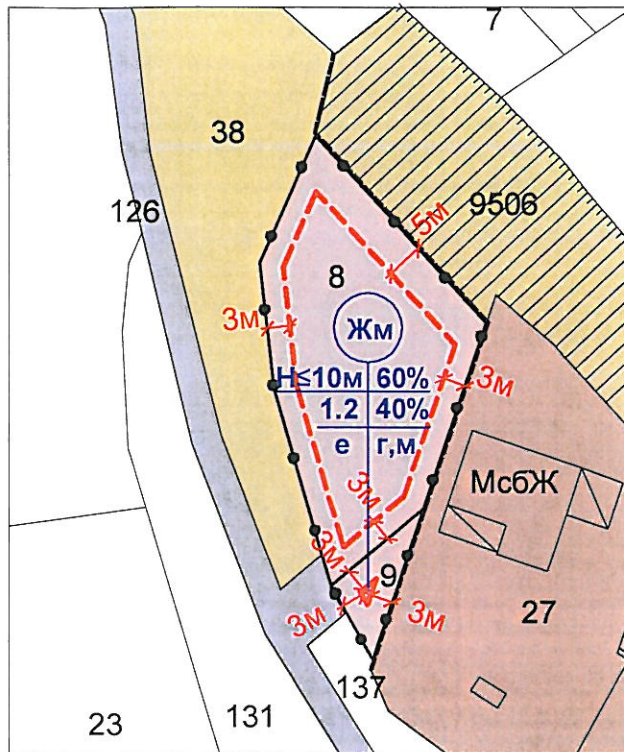 7
38
126
9506
5м
8
3м
Жм
H≤10м 60%
3м
1.2 40%
е г,м
МсбЖ
3м
3м
9
3м
3м
27
137
23
131